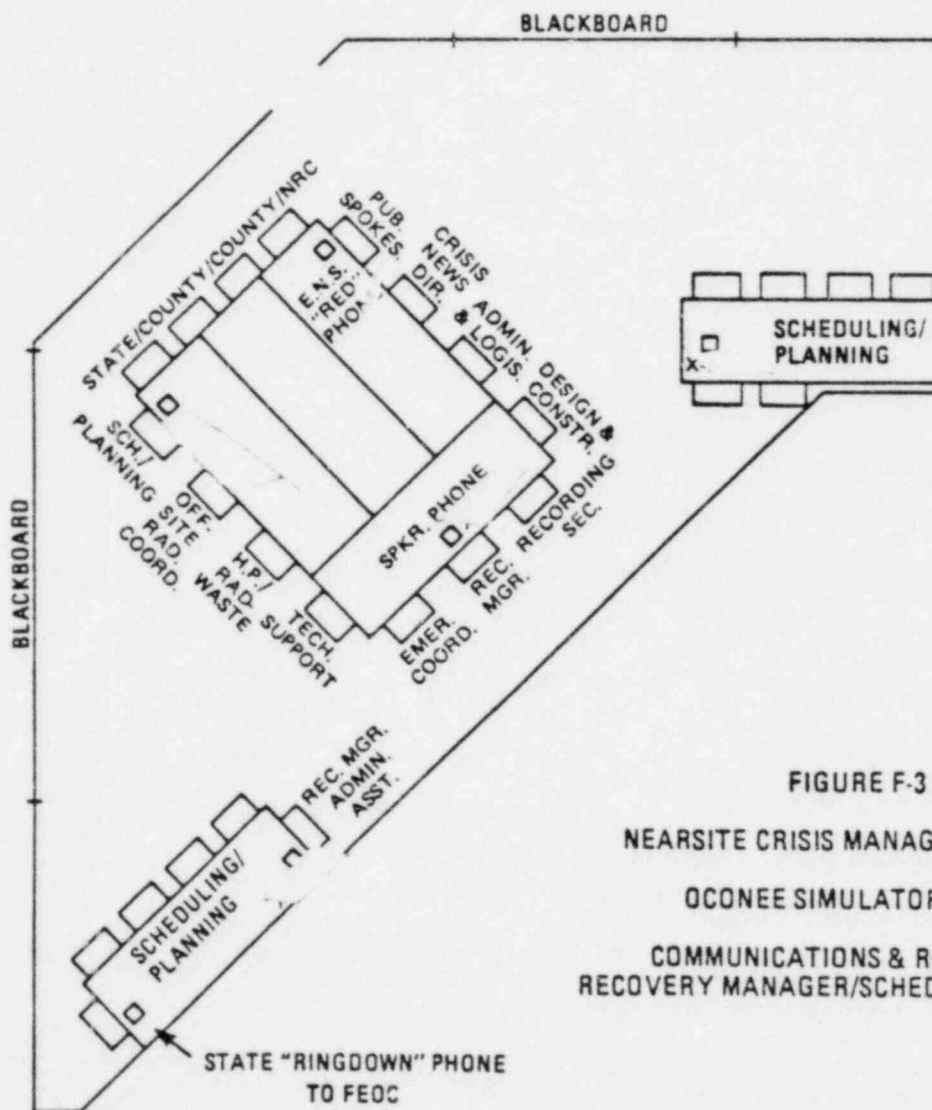 BLACKBOARD
STATE/COUNTY/COUNTY/NRC
PUB.
SPOKES.
CRISIS
NEWS
DIR.
ADMIN.
& LOGIS.
DESIGN &
CONSTR.
E.N.S.
"RED"
PHONE
SCHEDULING/
PLANNING
X
BLACKBOARD
SCH./
PLANNING
OFF-
SITE
RAD.
COORD.
H.P./
RAD.
WASTE
TECH.
SUPPORT
SPKR. PHONE
EMER.
COORD.
REC.
MGR.
RECORDING
SEC.
REC. MGR.
ADMIN.
ASST.
SCHEDULING/
PLANNING
STATE "RINGDOWN" PHONE
TO FEOC
FIGURE F-3
NEARSITE CRISIS MANAG
OCONEE SIMULATOR
COMMUNICATIONS & R
RECOVERY MANAGER/SCHED